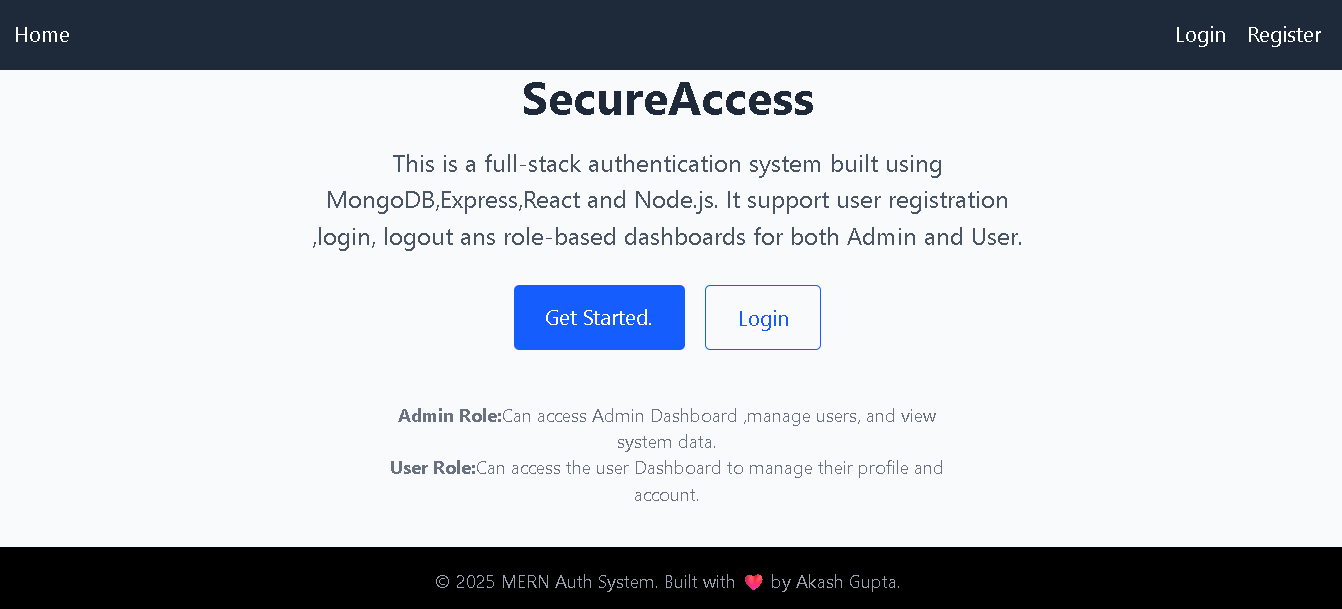 Home
Login
Register
SecureAccess
This is a full-stack authentication system built using
MongoDB,Express,React and Node.js. It support user registration
,login, logout ans role-based dashboards for both Admin and User.
Get Started.
Login
Admin Role:Can access Admin Dashboard ,manage users, and view
system data.
User Role:Can access the user Dashboard to manage their profile and
account.
© 2025 MERN Auth System. Built with ❤️ by Akash Gupta.